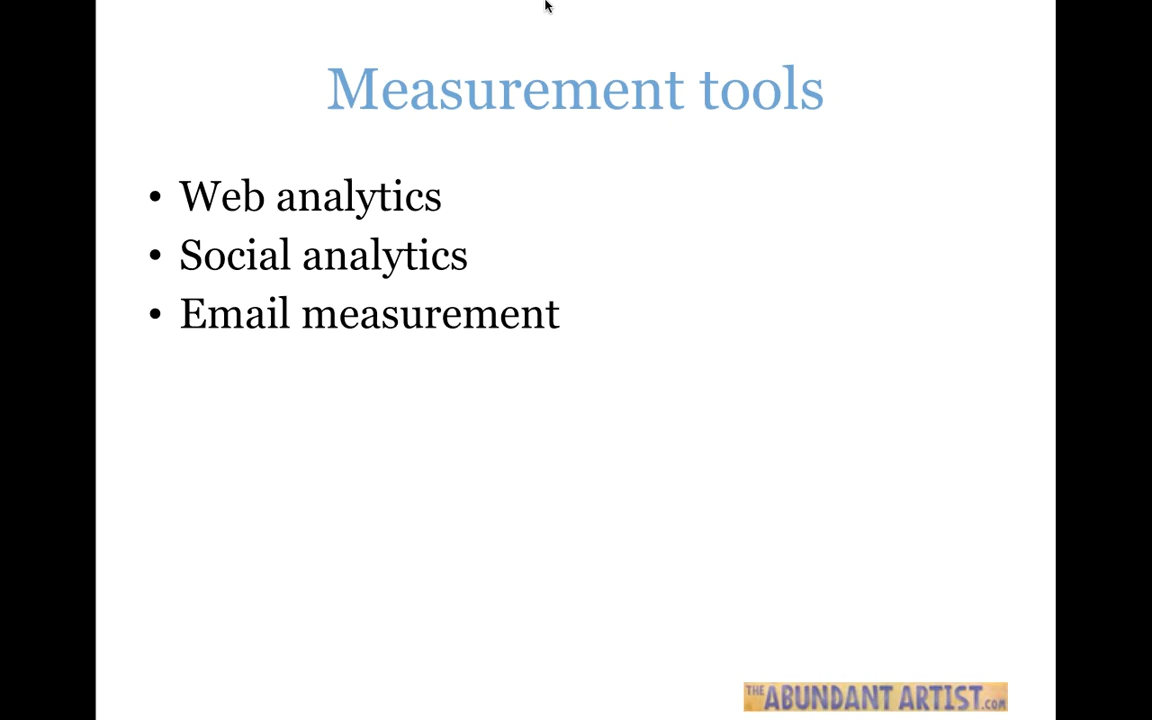 Measurement tools
• Web analytics
• Social analytics
• Email measurement
THE ABUNDANT ARTIST.COM